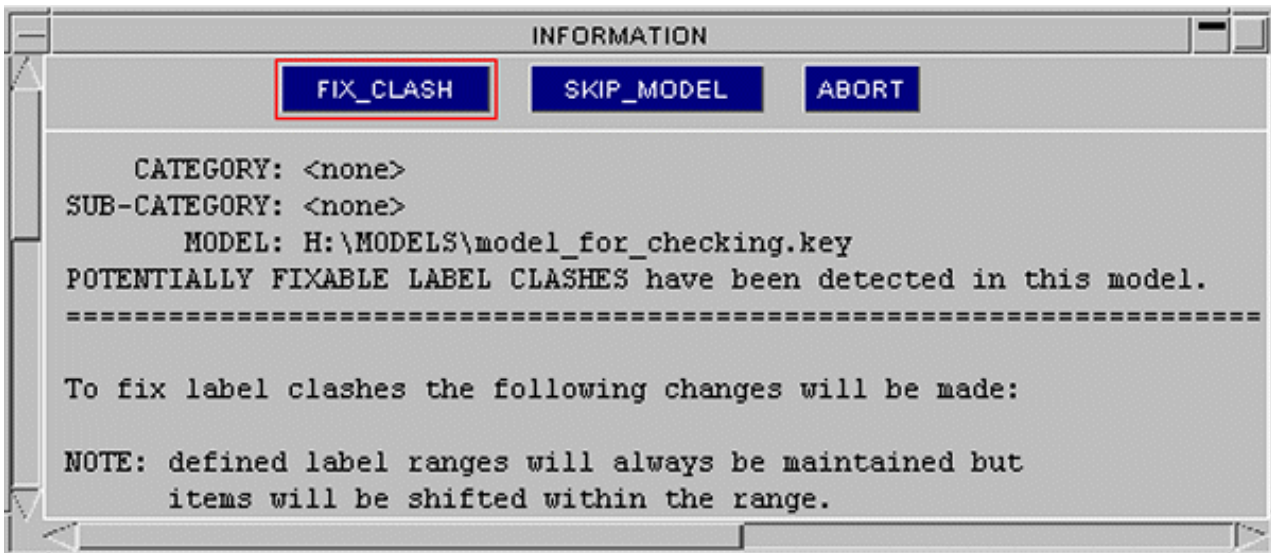 INFORMATION
FIX_CLASH SKIP_MODEL ABORT
CATEGORY: <none>
SUB-CATEGORY: <none>
MODEL: H:\MODELS\model_for_checking.key
POTENTIALLY FIXABLE LABEL CLASHES have been detected in this model.
=====================================================================
To fix label clashes the following changes will be made:
NOTE: defined label ranges will always be maintained but
items will be shifted within the range.